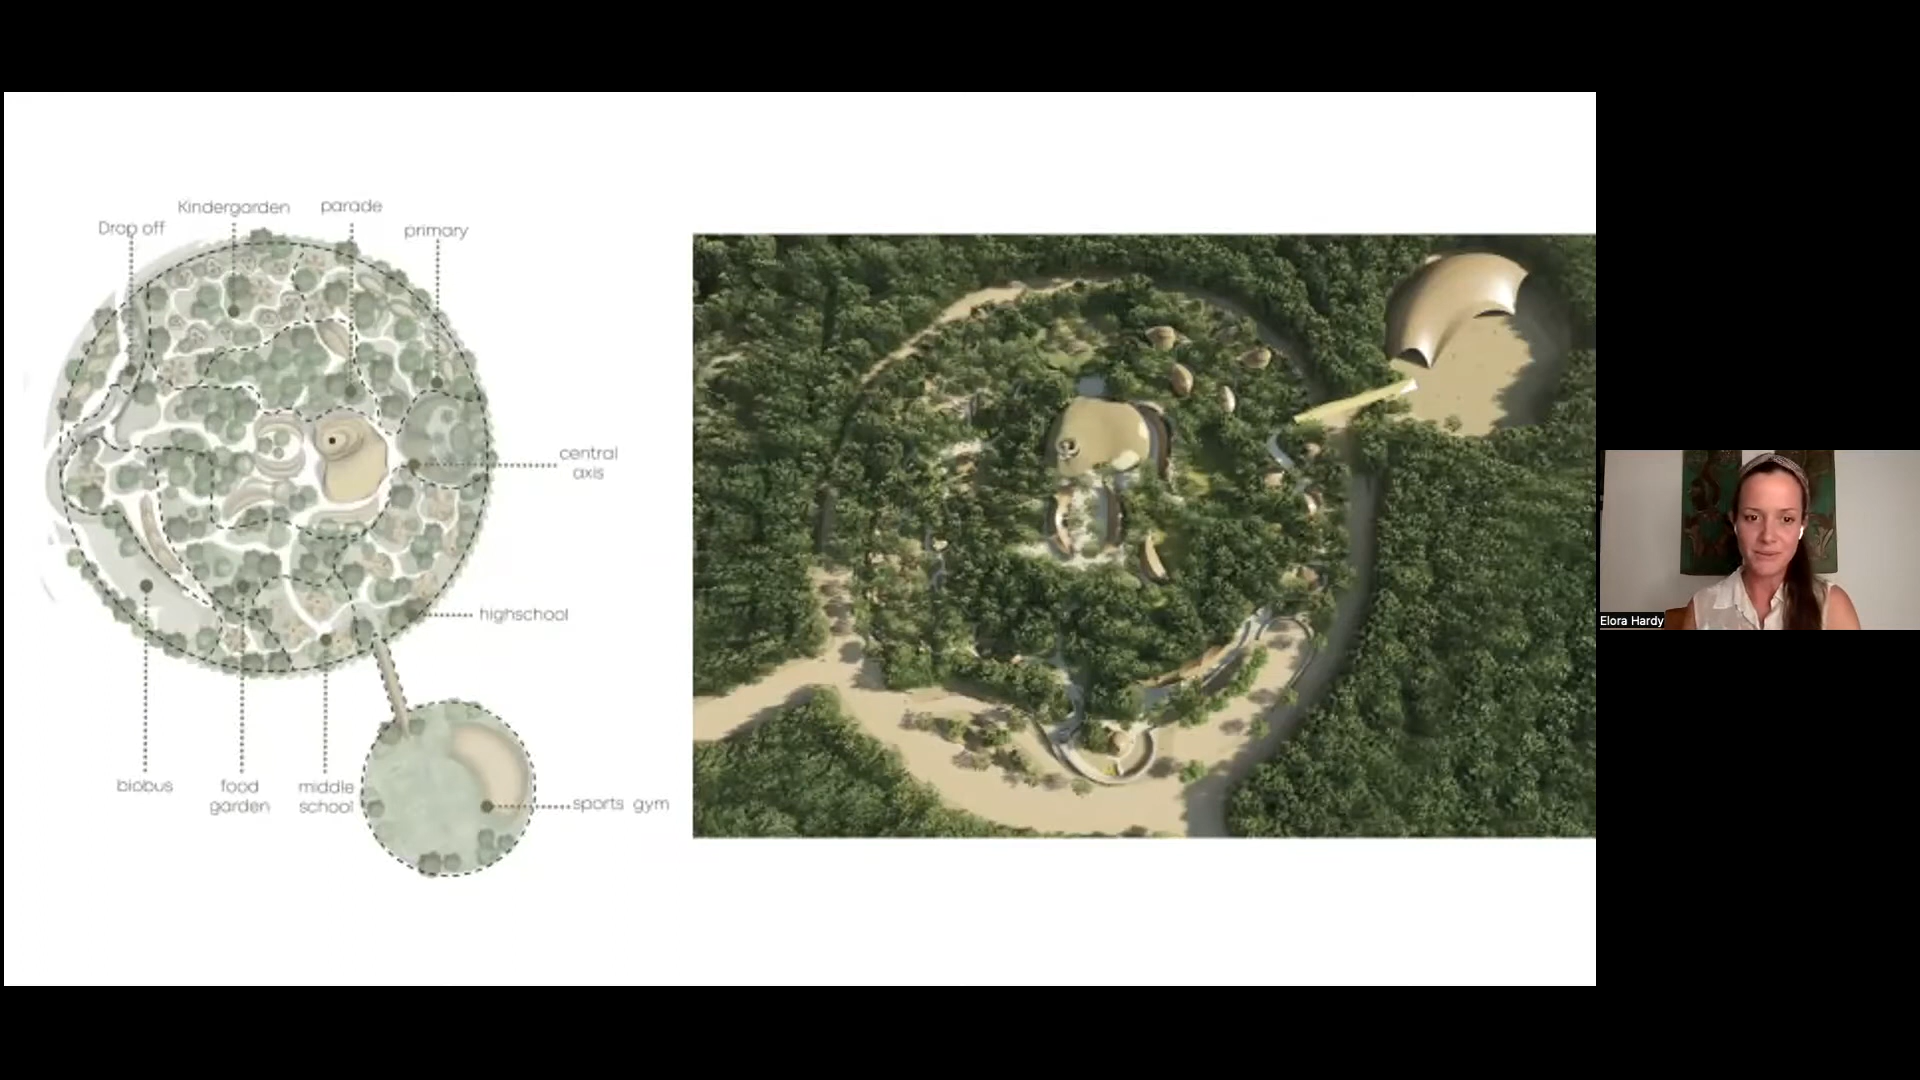 Kindergarden
parade
Drop off
primary
central
axis
highschool
biobus
food
garden
middle
school
sports gym
Elora Hardy